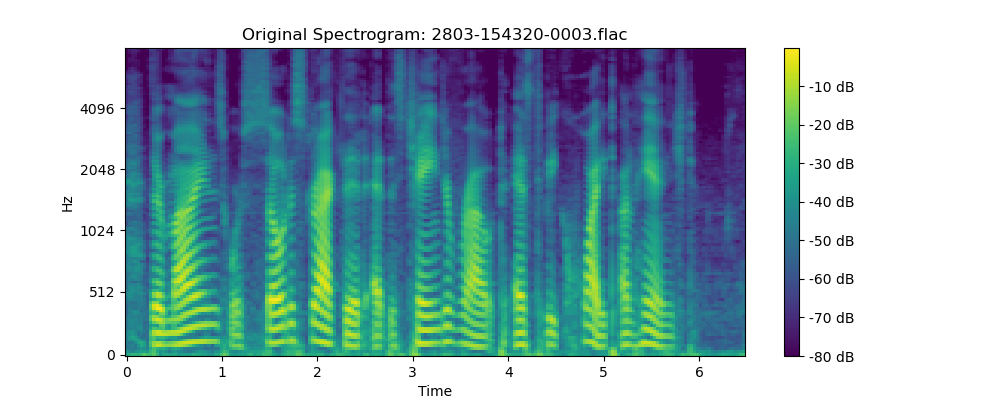 Original Spectrogram: 2803-154320-0003.flac
Hz
4096
2048
1024
512
0
0 1 2 3 4 5 6
Time
-10 dB
-20 dB
-30 dB
-40 dB
-50 dB
-60 dB
-70 dB
-80 dB